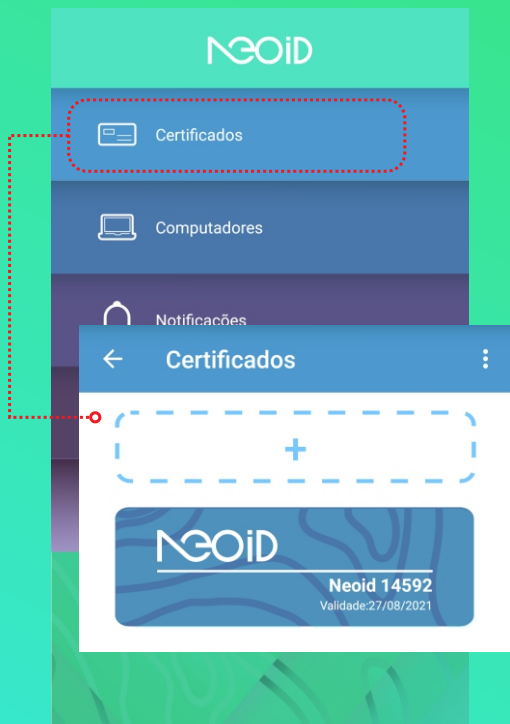 NEOiD
Certificados
Computadores
Notificações
Certificados
+
NEOiD
Neoid 14592
Validade:27/08/2021